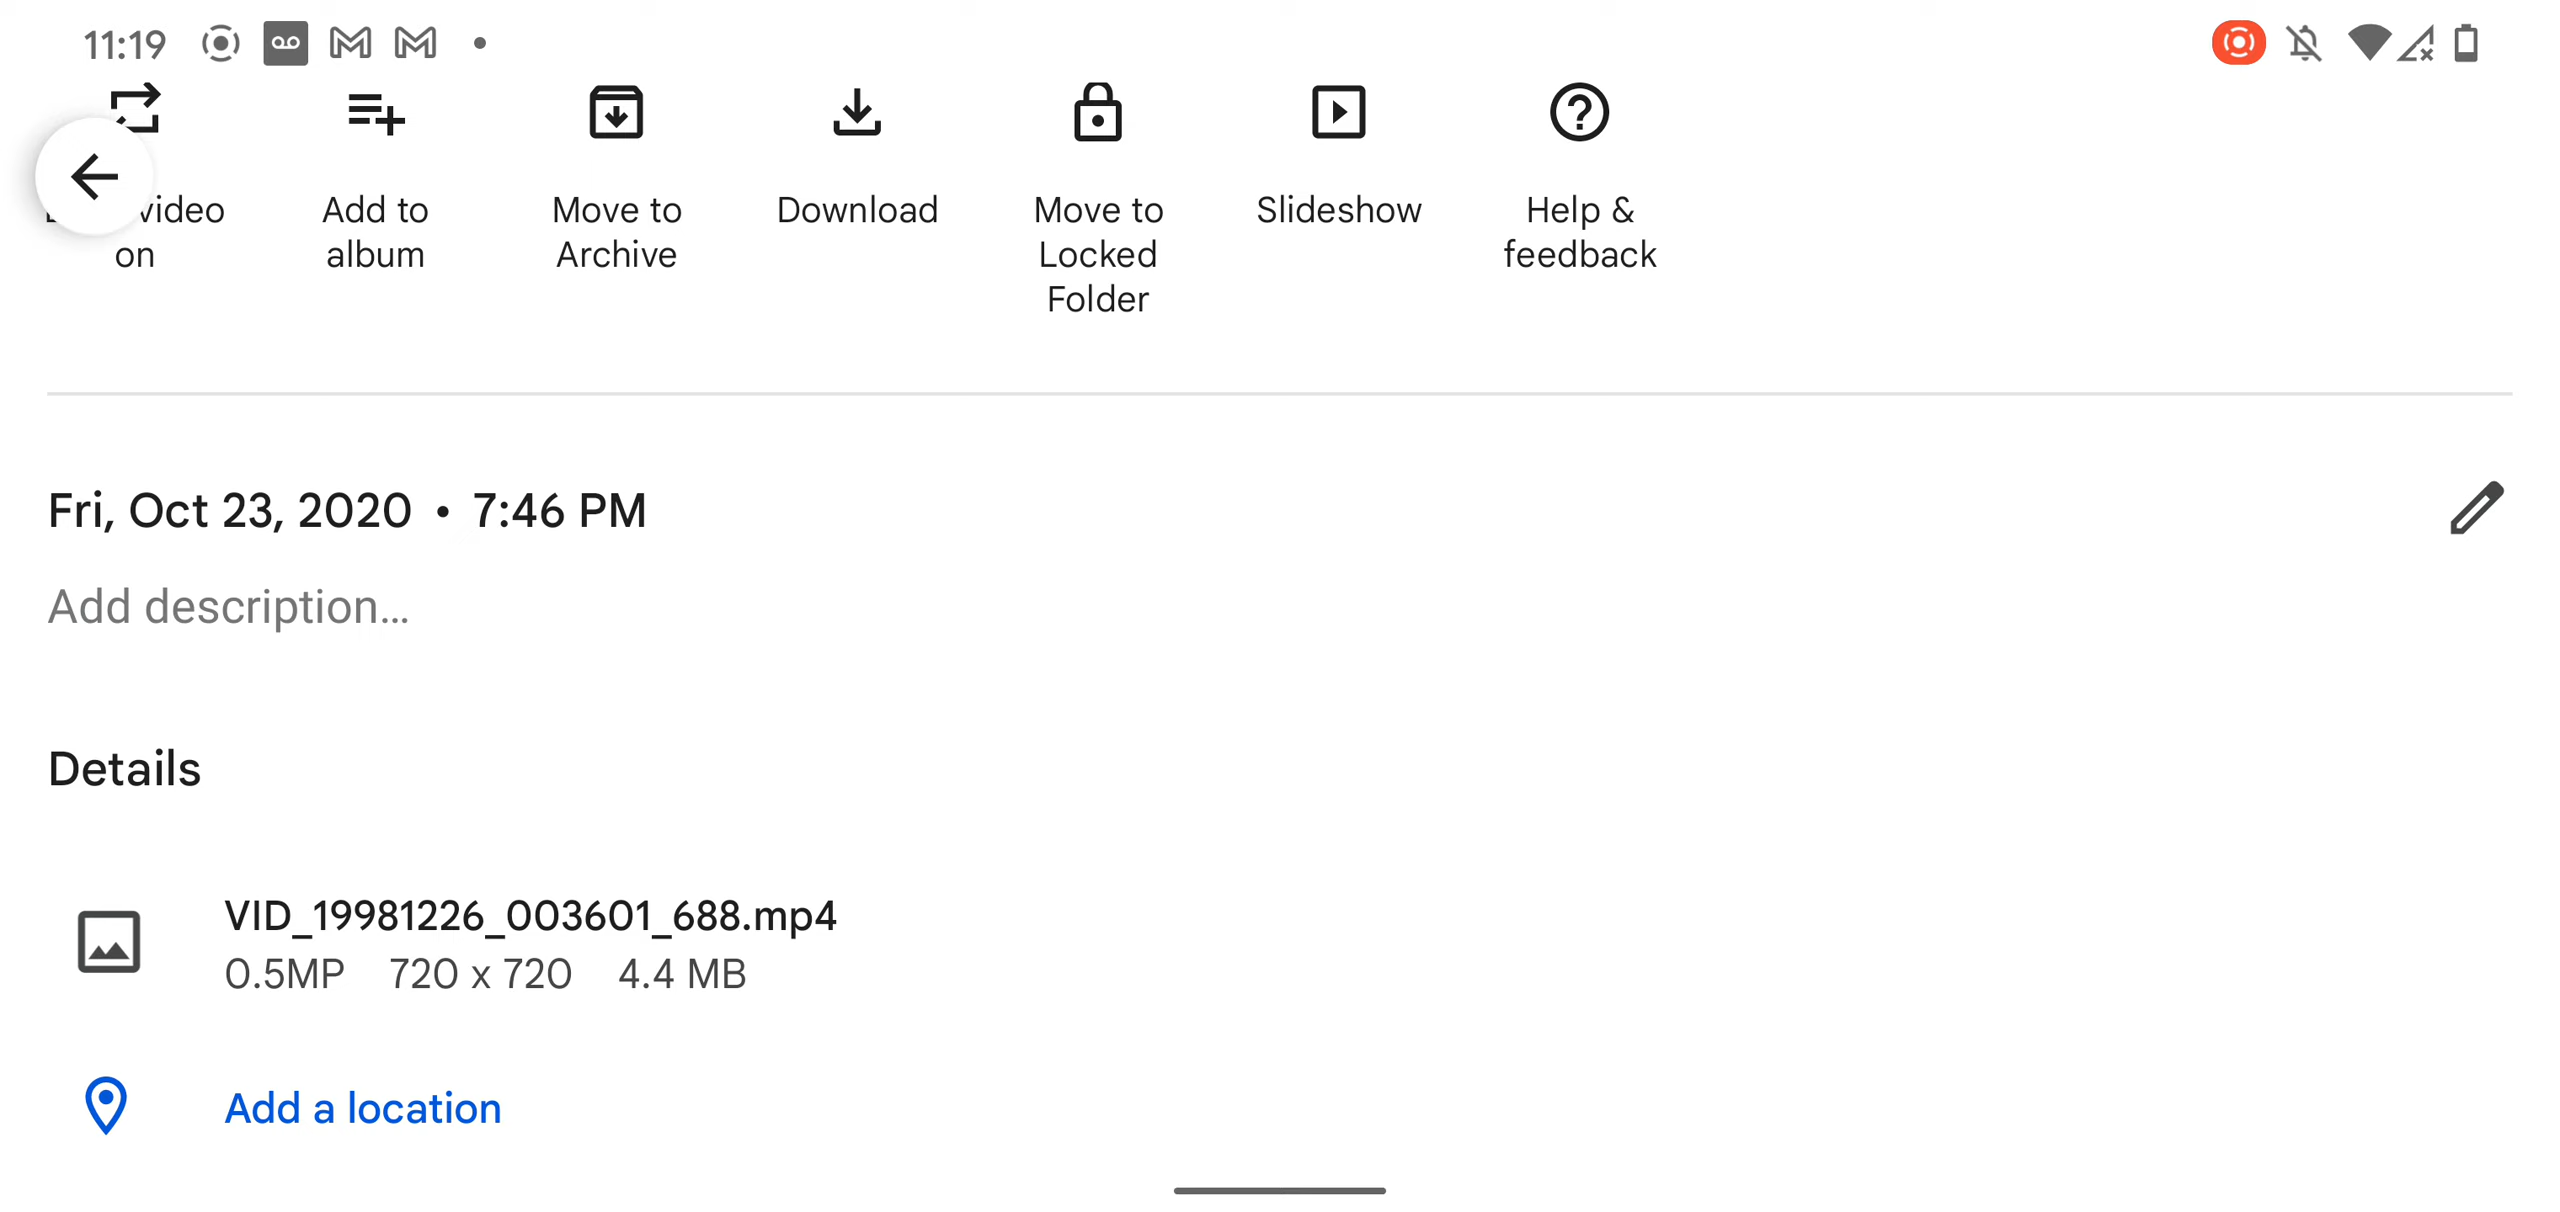 11:19
video
on
Add to
album
Move to
Archive
Download
Move to
Locked
Folder
Slideshow
Help &
feedback
Fri, Oct 23, 2020 • 7:46 PM
Add description...
Details
VID_19981226_003601_688.mp4
0.5MP 720 x 720 4.4 MB
Add a location